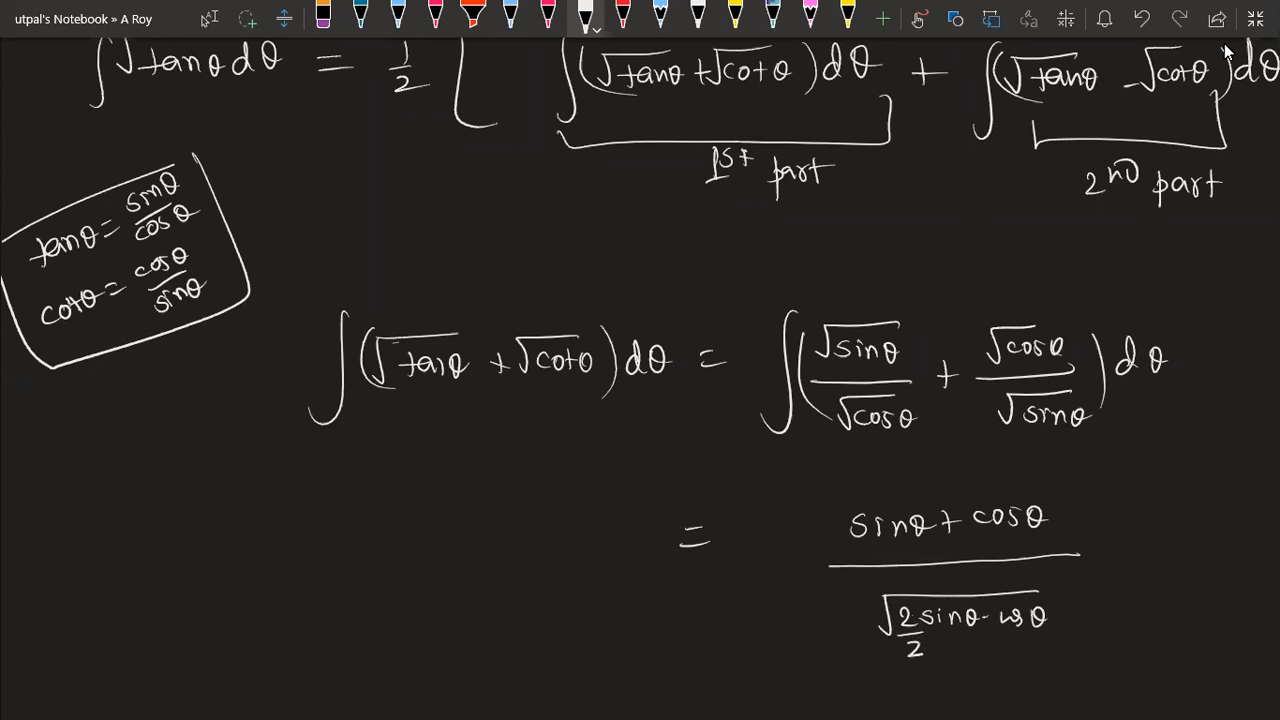 utpal's Notebook » A Roy
∫√tanθ dθ = 1/2 [ ∫(√tanθ + √cotθ)dθ + ∫(√tanθ - √cotθ)dθ
1st part
2nd part
tanθ = sinθ/cosθ
cotθ = cosθ/sinθ
∫(√tanθ + √cotθ)dθ = ∫(√sinθ/√cosθ + √cosθ/√sinθ)dθ
= sinθ + cosθ / √(2/2 sinθ·cosθ)